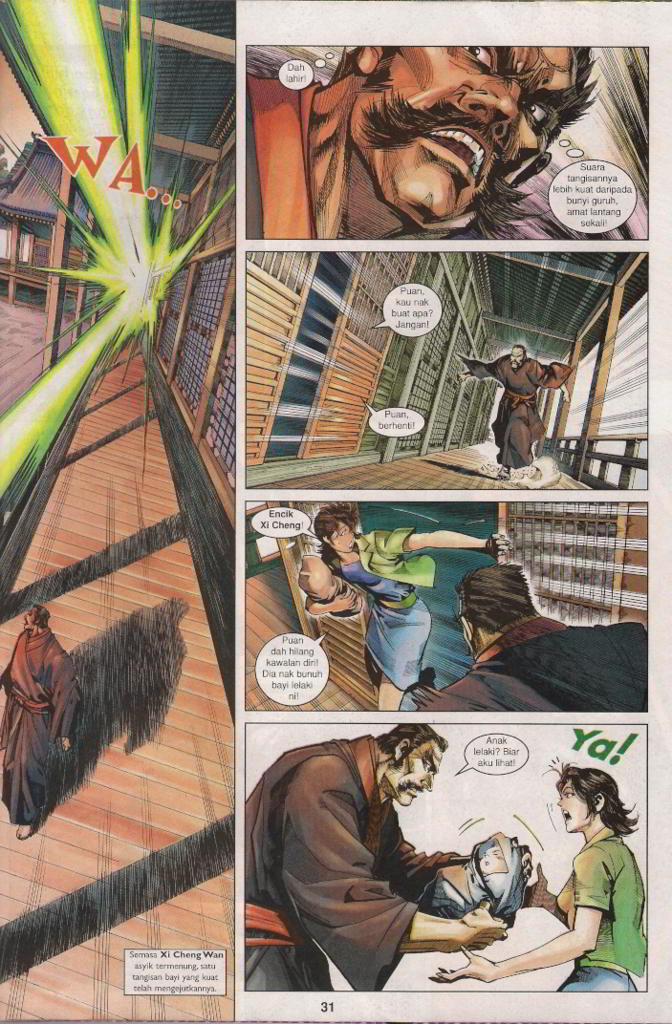 WA...
Semasa Xi Cheng Wan
asyik termenung, satu
tangisan bayi yang kuat
telah mengejutkannya.
Dah
lahir!
Suara
tangisannya
lebih kuat daripada
bunyi guruh,
amat lantang
sekali!
Puan,
kau nak
buat apa?
Jangan!
Puan,
berhenti!
Encik
Xi Cheng!
Puan
dah hilang
kawalan diri!
Dia nak bunuh
bayi lelaki
ni!
Anak
lelaki? Biar
aku lihat!
Ya!
31